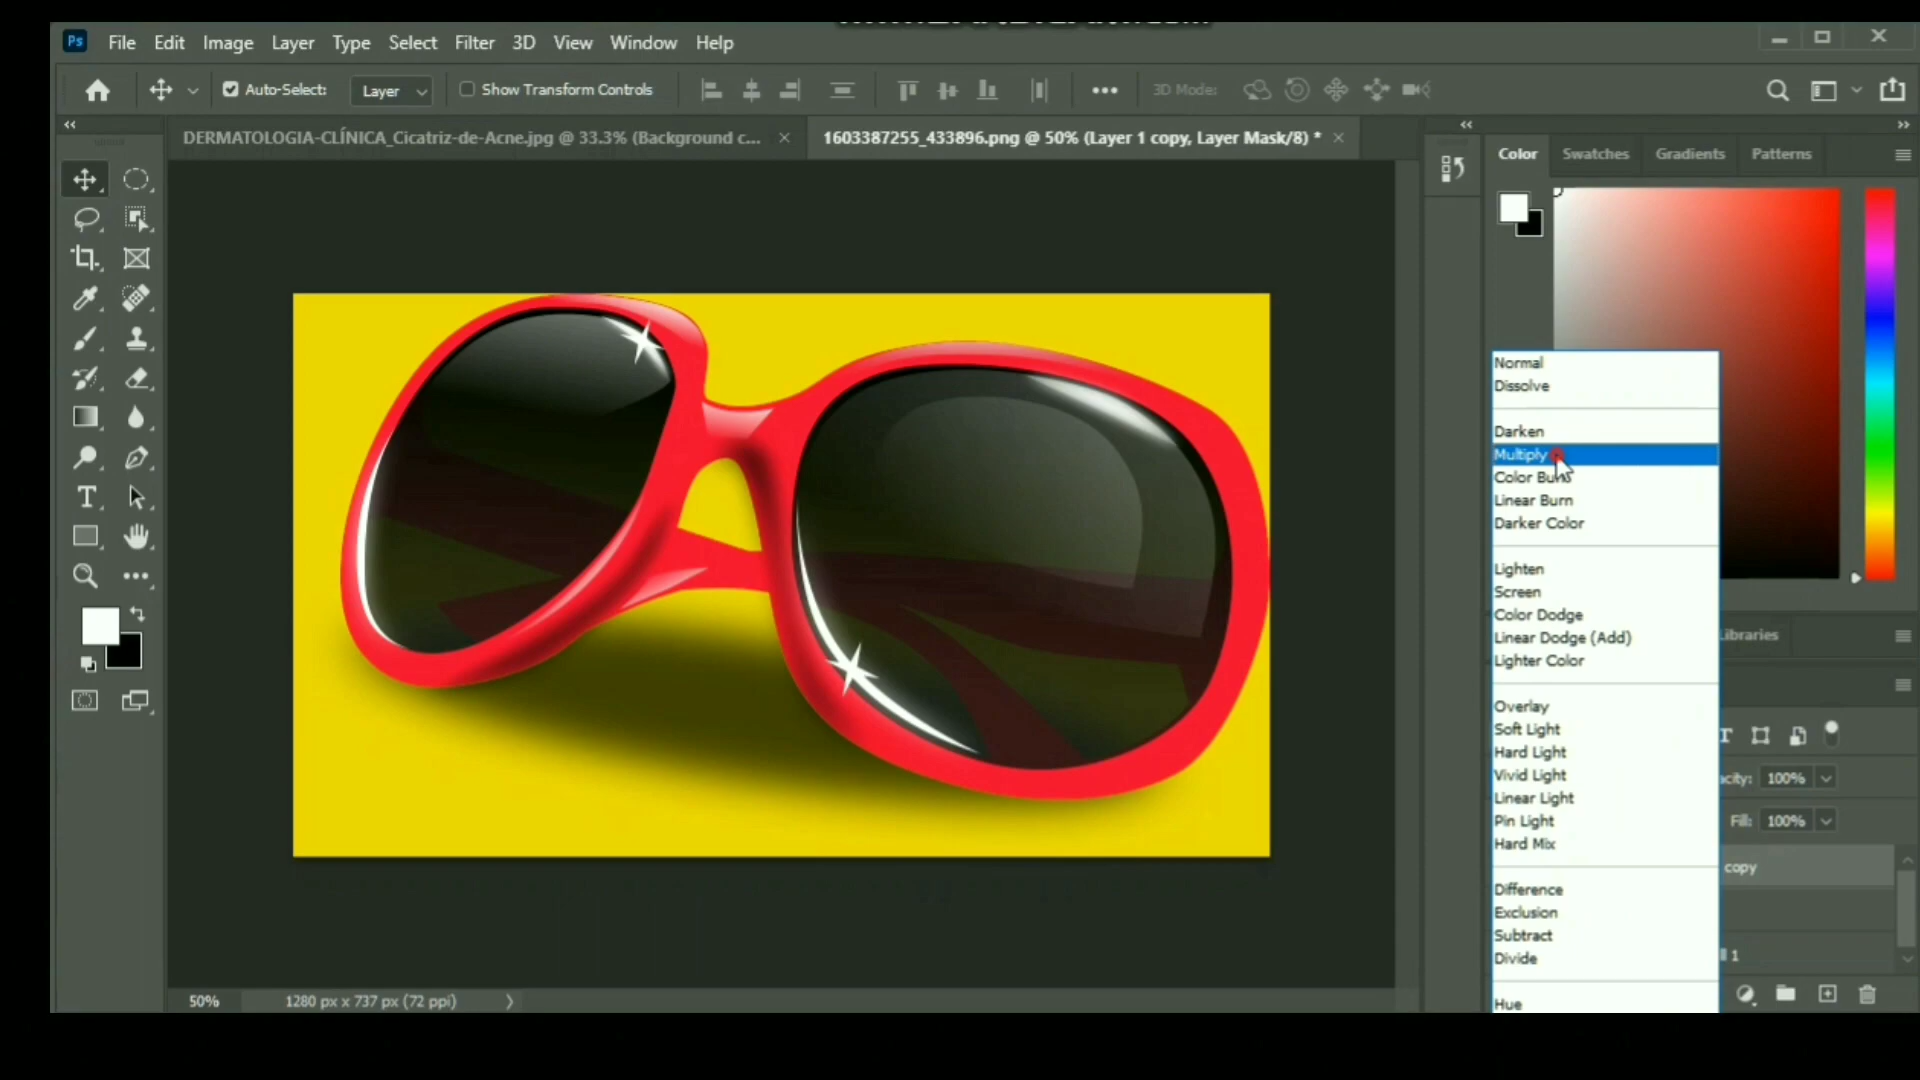 Ps File Edit Image Layer Type Select Filter 3D View Window Help
Auto-Select: Layer Show Transform Controls 3D Mode:
DERMATOLOGIA-CLÍNICA_Cicatriz-de-Acne.jpg @ 33.3% (Background c... 1603387255_433896.png @ 50% (Layer 1 copy, Layer Mask/8) *
Color Swatches Gradients Patterns
Normal
Dissolve
Darken
Multiply
Color Burn
Linear Burn
Darker Color
Lighten
Screen
Color Dodge
Linear Dodge (Add)
Libraries
Lighter Color
Overlay
Soft Light
Hard Light
Vivid Light
acity: 100%
Linear Light
Pin Light
Fill: 100%
Hard Mix
copy
Difference
Exclusion
Subtract
Divide
1
Hue
50% 1280 px x 737 px (72 ppi)